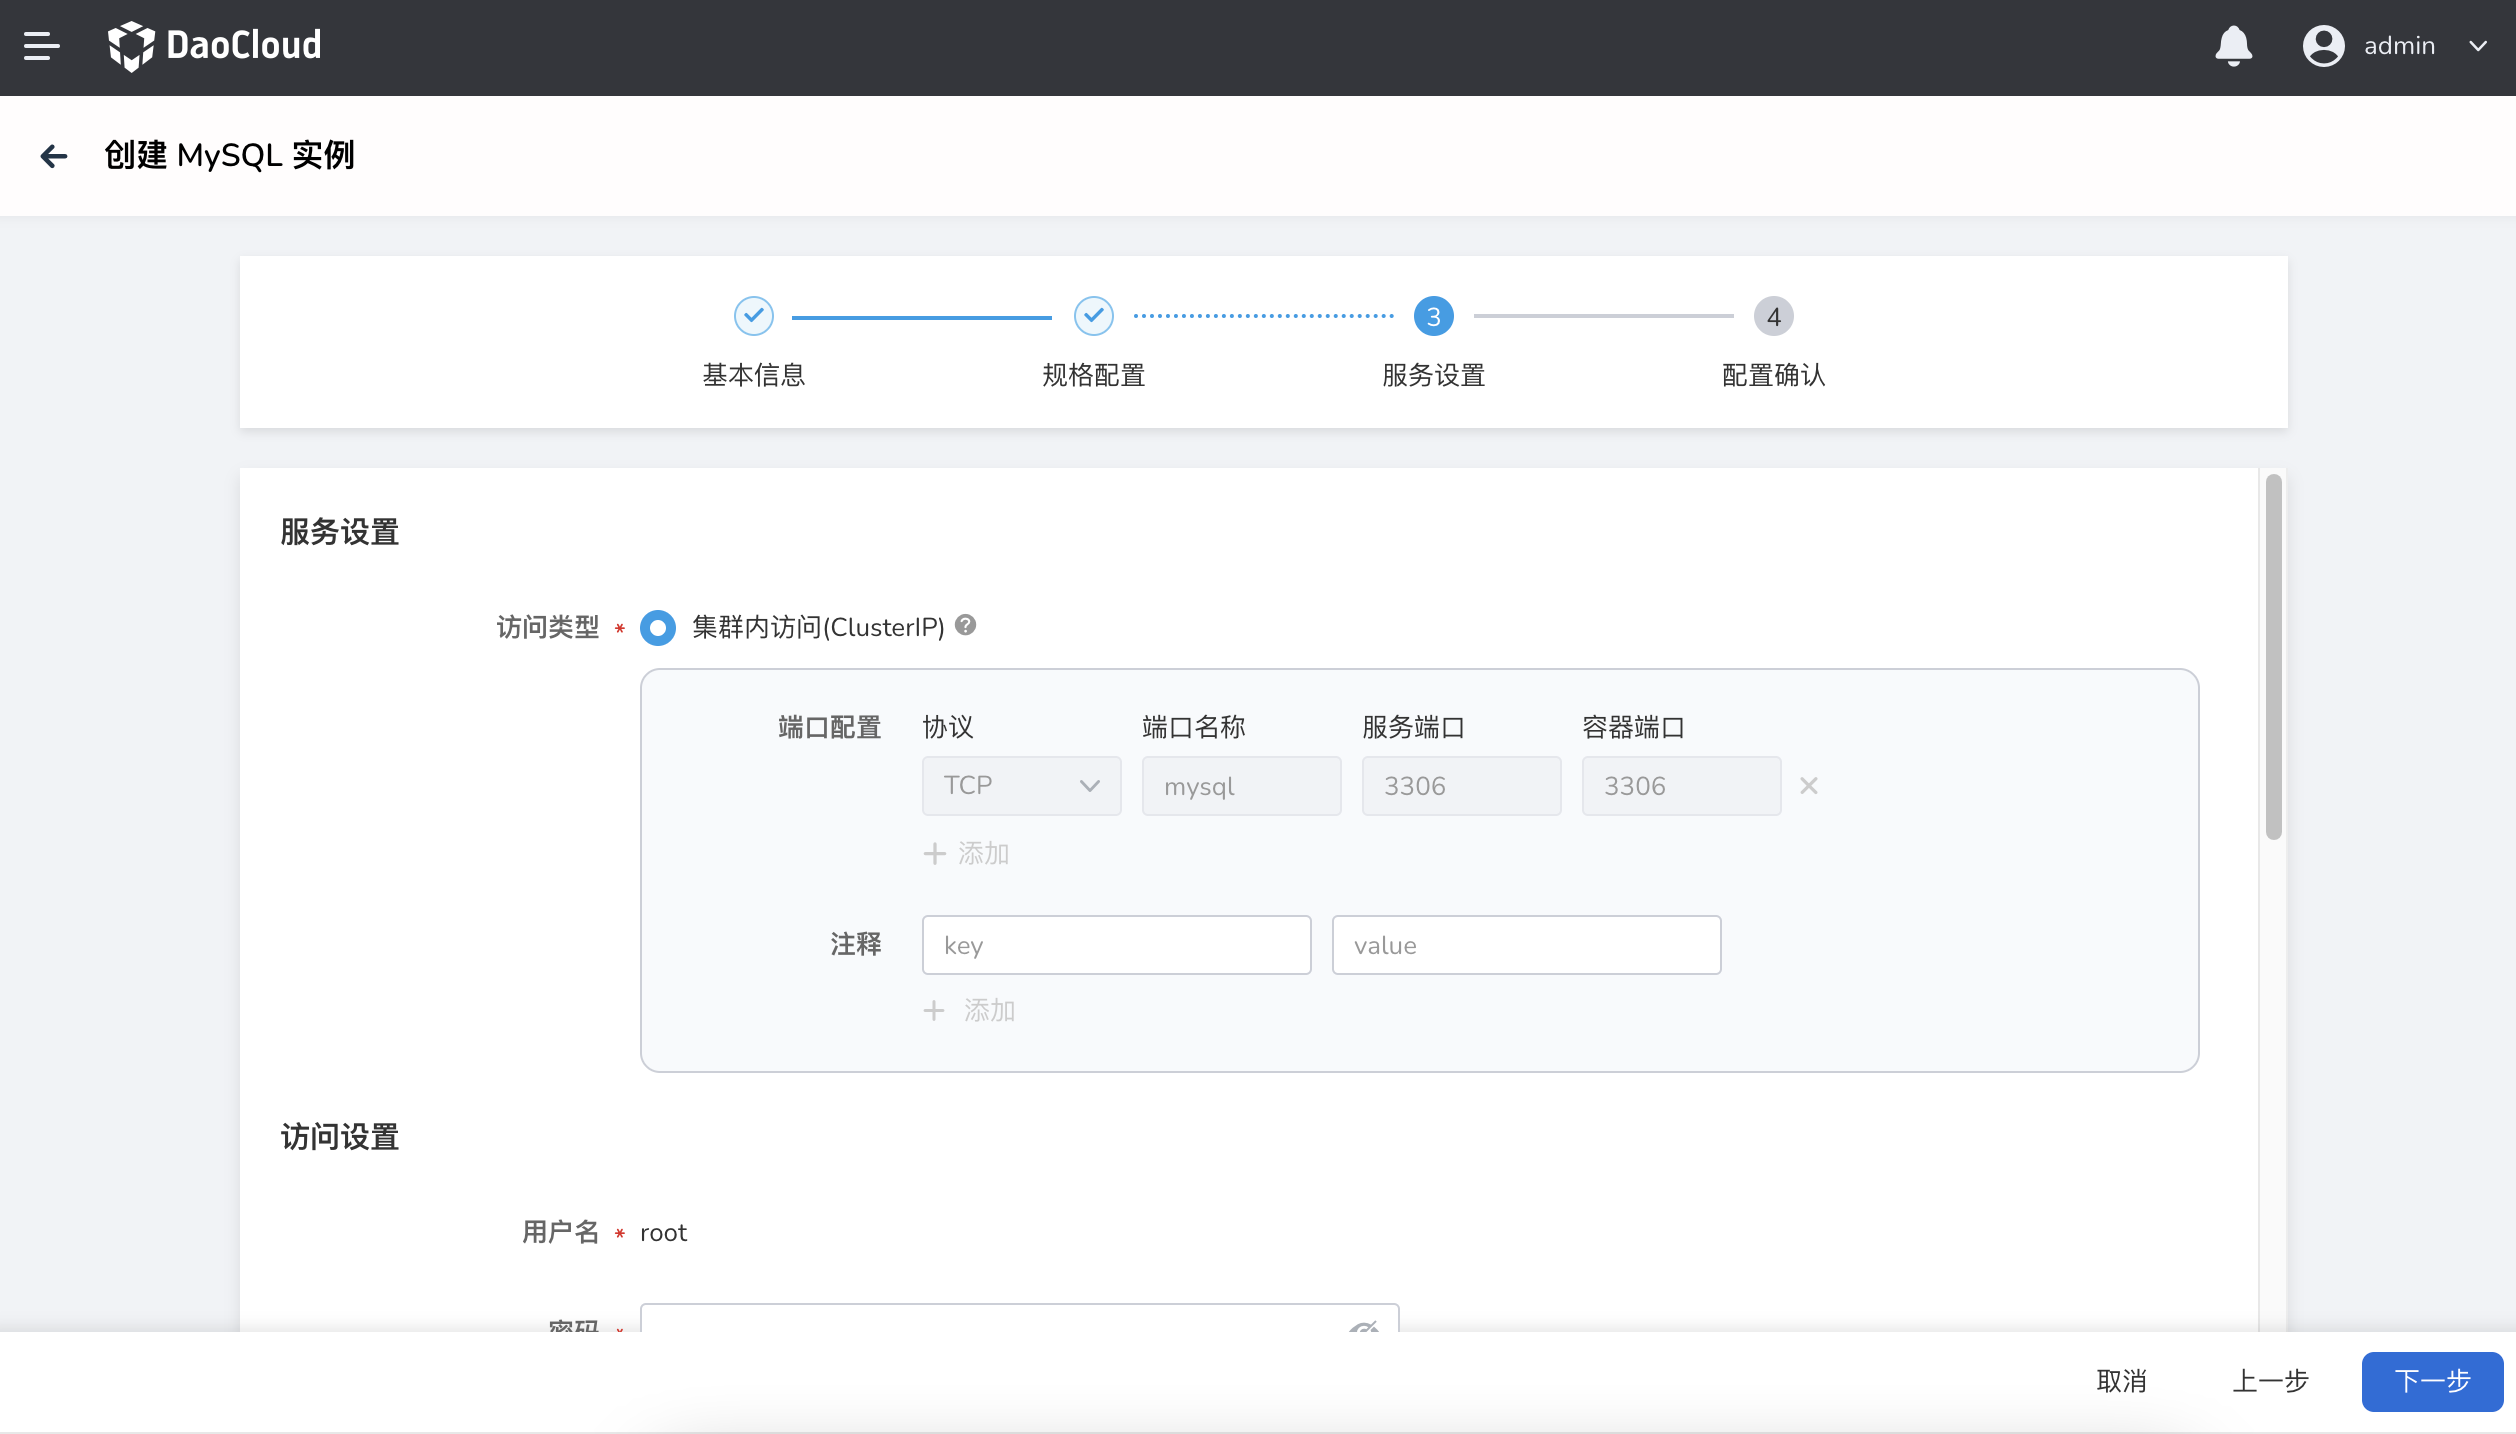 DaoCloud
admin
创建 MySQL 实例
3
4
基本信息
规格配置
服务设置
配置确认
服务设置
访问类型 * 集群内访问(ClusterIP)
端口配置 协议 端口名称 服务端口 容器端口
TCP mysql 3306 3306
+ 添加
注释 key value
+ 添加
访问设置
用户名 * root
密码 *
取消 上一步 下一步